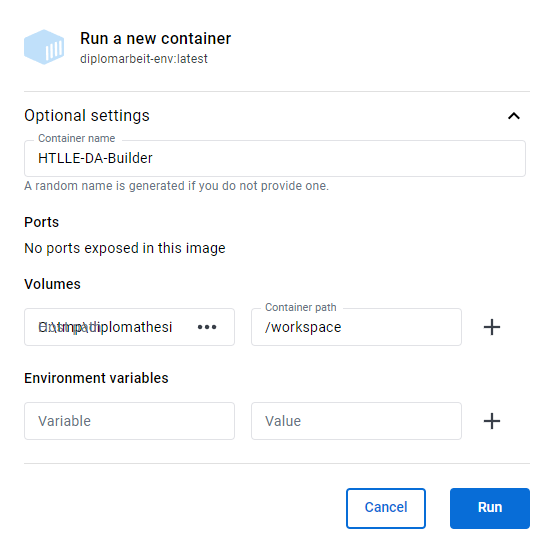 Run a new container
diplomarbeit-env:latest
Optional settings
Container name
HTLLE-DA-Builder
A random name is generated if you do not provide one.
Ports
No ports exposed in this image
Volumes
Container path
/workspace
Environment variables
Variable
Value
Cancel
Run